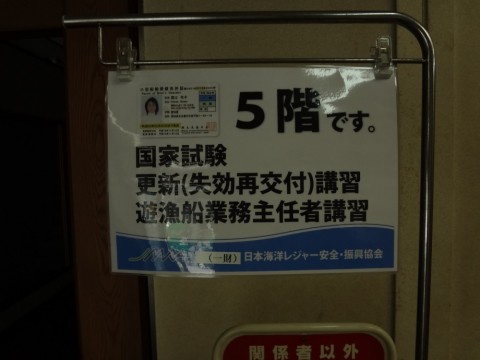 5階です。
国家試験
更新(失効再交付)講習
遊漁船業務主任者講習
(一財) 日本海洋レジャー安全・振興協会
関係者以外